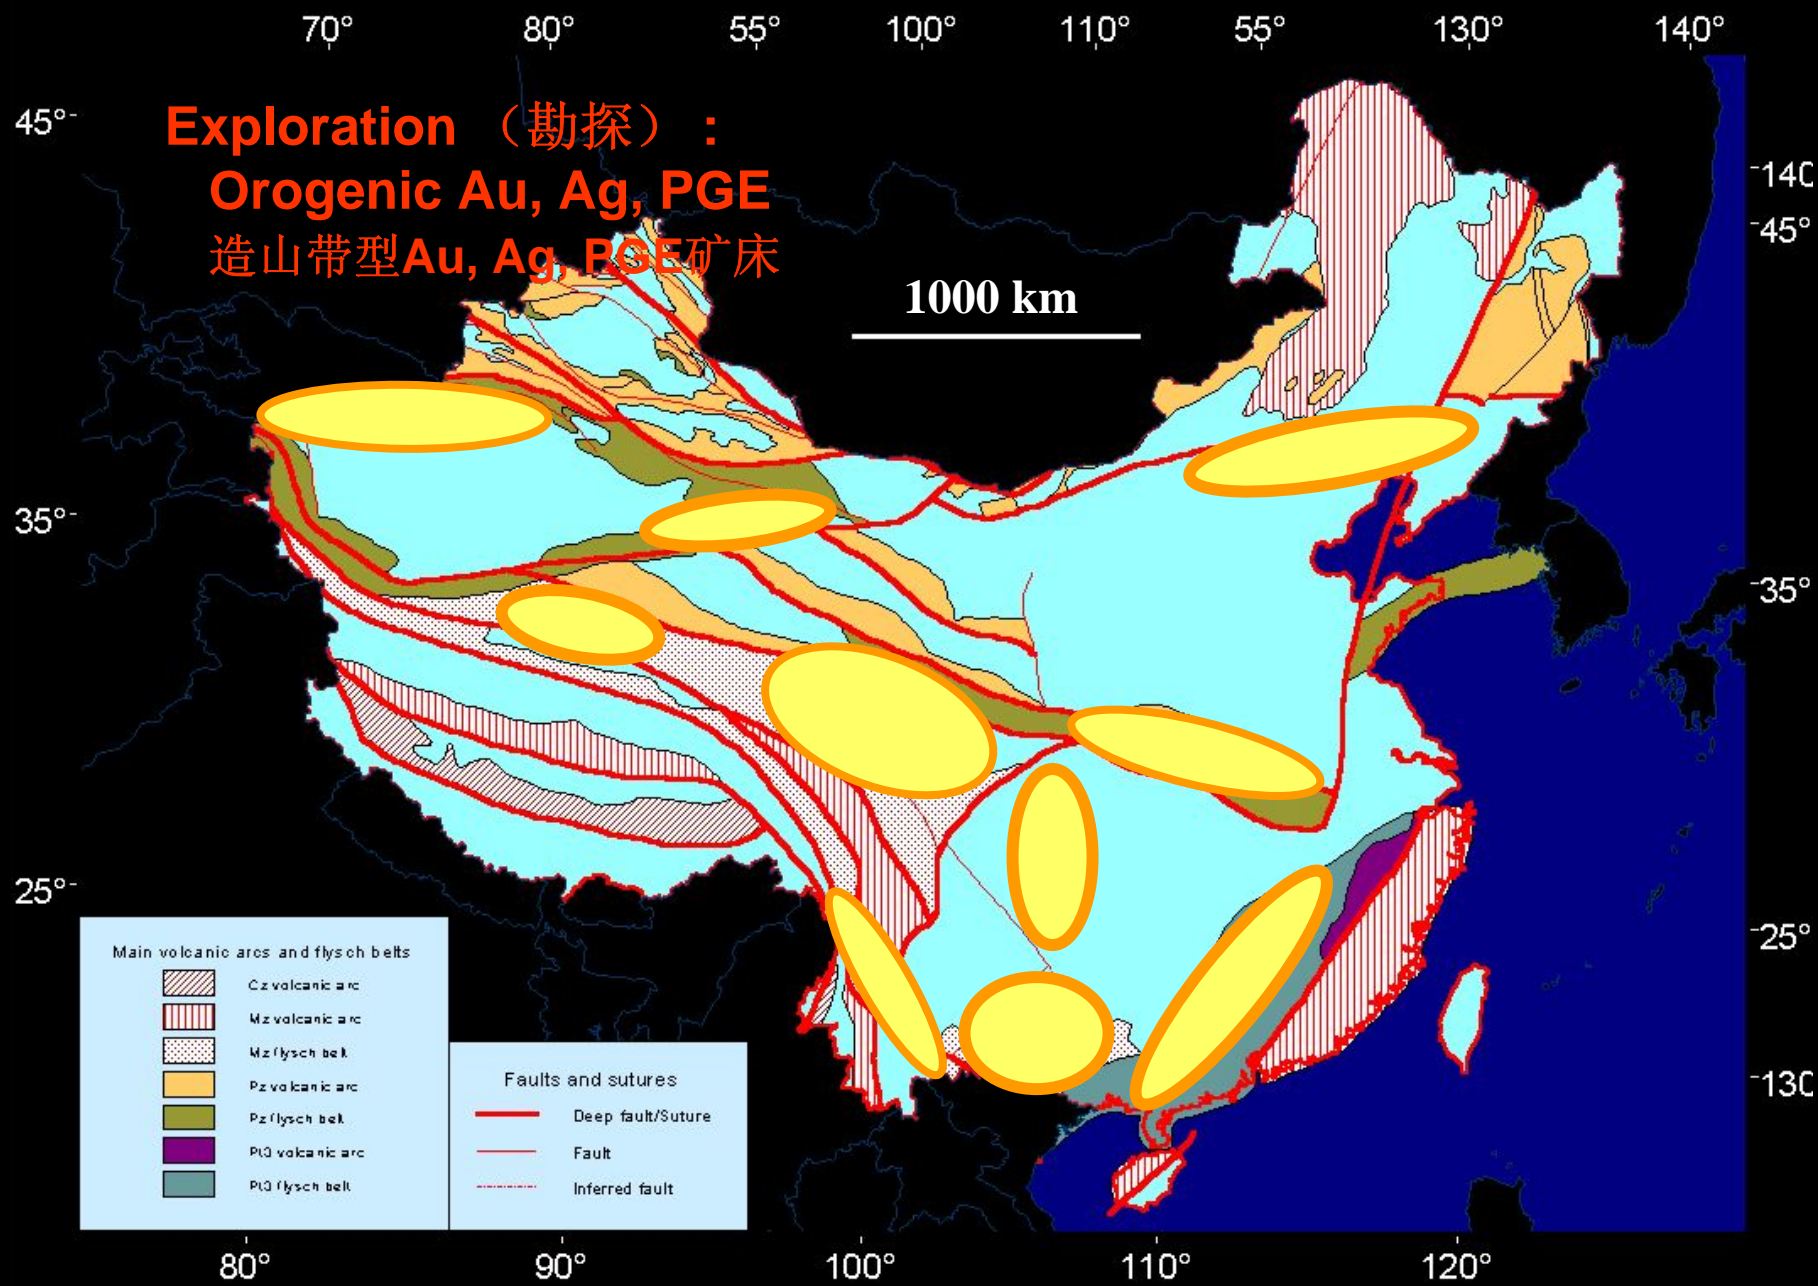 70° 80° 55° 100° 110° 55° 130° 140°
45°
Exploration （勘探）:
Orogenic Au, Ag, PGE
造山带型Au, Ag, PGE矿床
140
45°
1000 km
35°
35°
25°
25°
Main volcanic arcs and flysch belts
Cz volcanic arc
Mz volcanic arc
Mz flysch belt
Pz volcanic arc
Pz flysch belt
Pt3 volcanic arc
Pt3 flysch belt
Faults and sutures
Deep fault/Suture
Fault
Inferred fault
130
80° 90° 100° 110° 120°